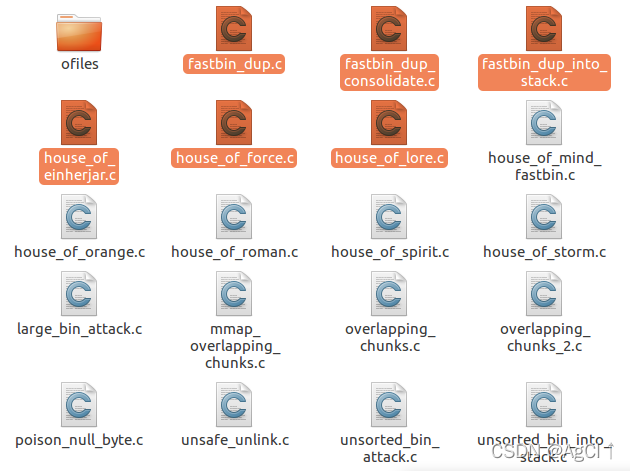 ofiles
fastbin_dup.c
fastbin_dup_
consolidate.c
fastbin_dup_into_
stack.c
house_of_
einherjar.c
house_of_force.c
house_of_lore.c
house_of_mind_
fastbin.c
house_of_orange.c
house_of_roman.c
house_of_spirit.c
house_of_storm.c
large_bin_attack.c
mmap_
overlapping_
chunks.c
overlapping_
chunks.c
overlapping_
chunks_2.c
poison_null_byte.c
unsafe_unlink.c
unsorted_bin_
attack.c
unsorted_bin_into_
stack.c
CSDN @AgCl↑